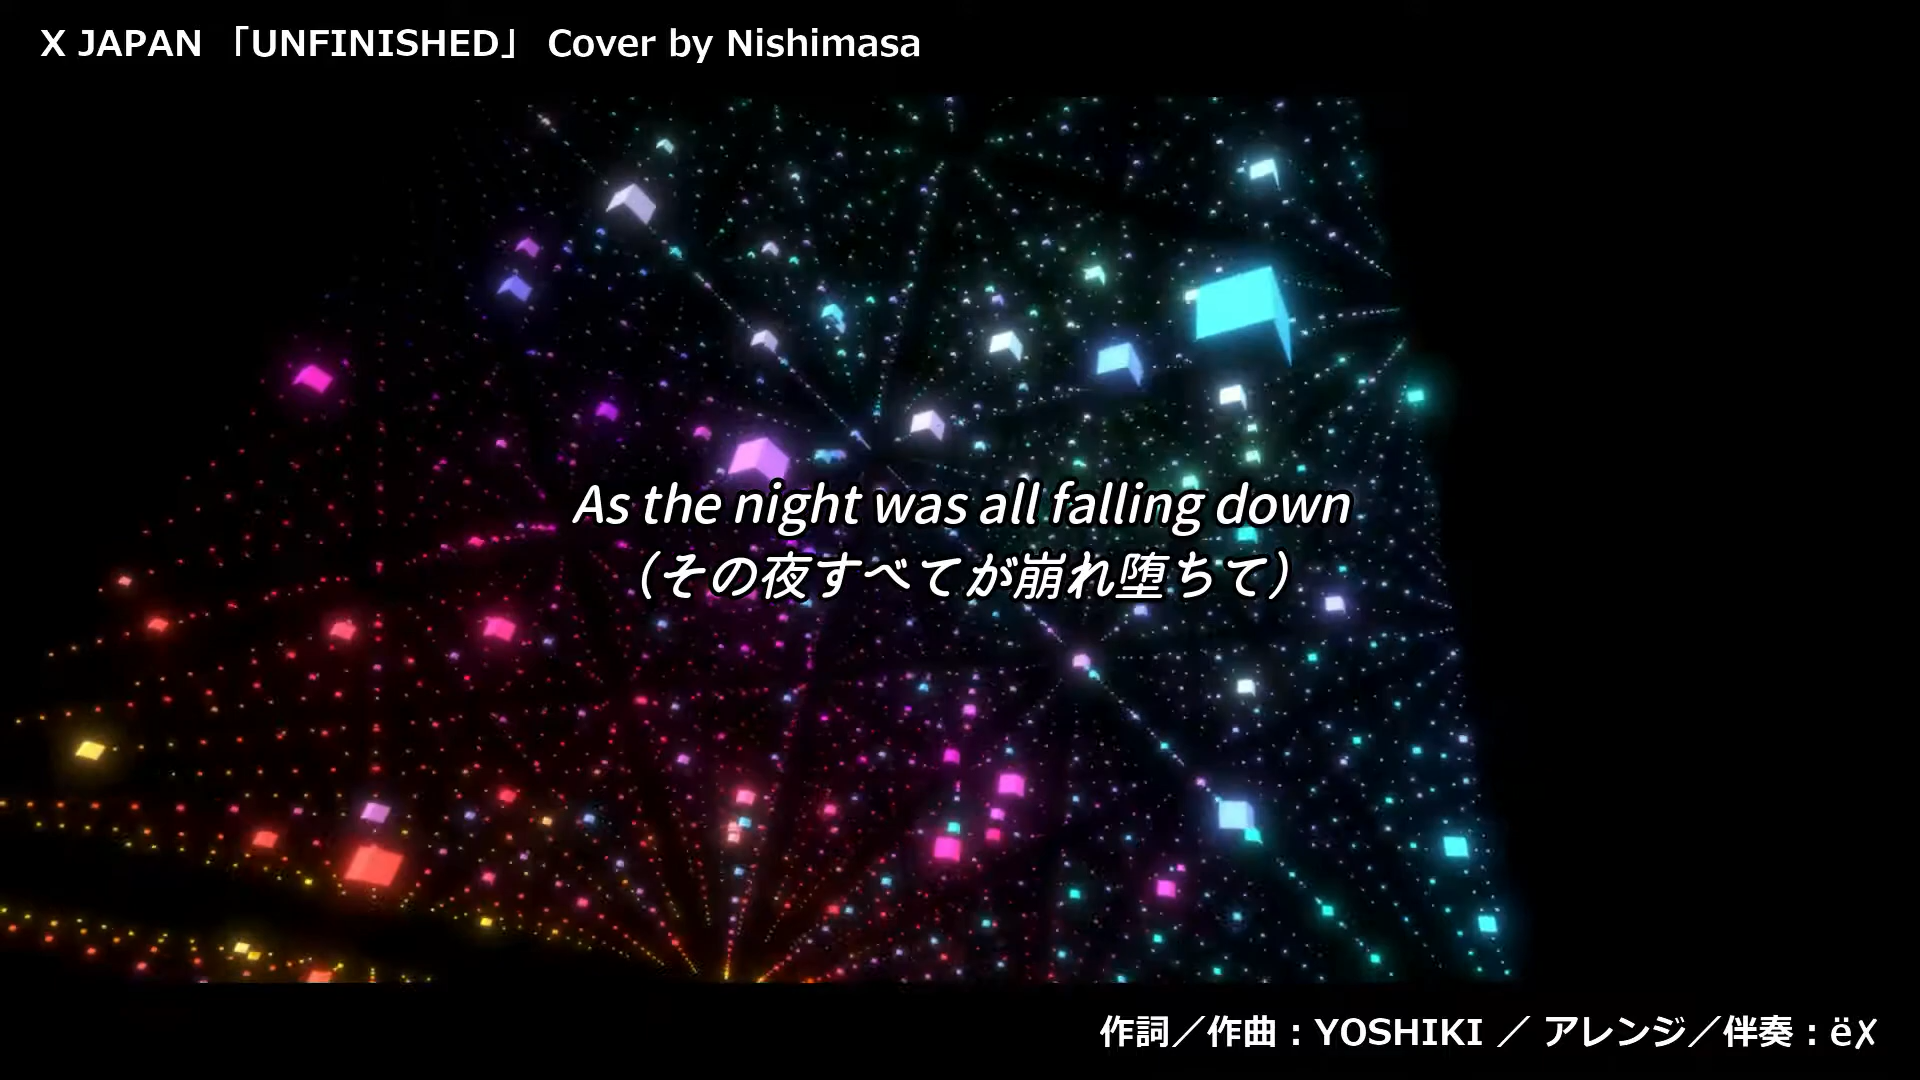 X JAPAN 「UNFINISHED」 Cover by Nishimasa
As the night was all falling down
（その夜すべてが崩れ堕ちて）
作詞／作曲：YOSHIKI ／ アレンジ／伴奏：ëχ